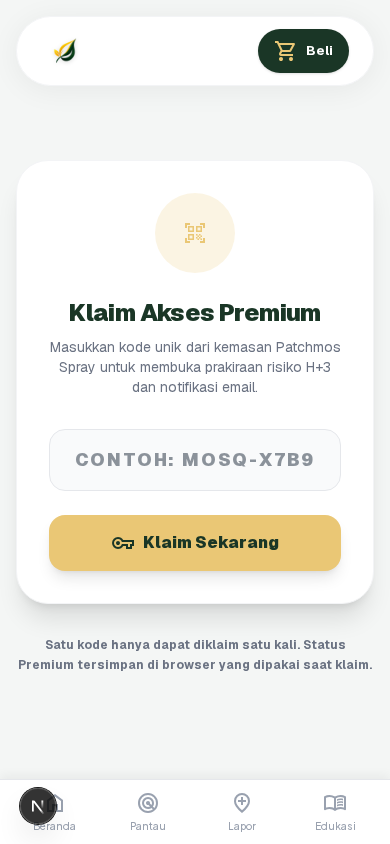 Beli
Klaim Akses Premium
Masukkan kode unik dari kemasan Patchmos
Spray untuk membuka prakiraan risiko H+3
dan notifikasi email.
CONTOH: MOSQ-X7B9
Klaim Sekarang
Satu kode hanya dapat diklaim satu kali. Status
Premium tersimpan di browser yang dipakai saat klaim.
N
Beranda
Pantau
Lapor
Edukasi